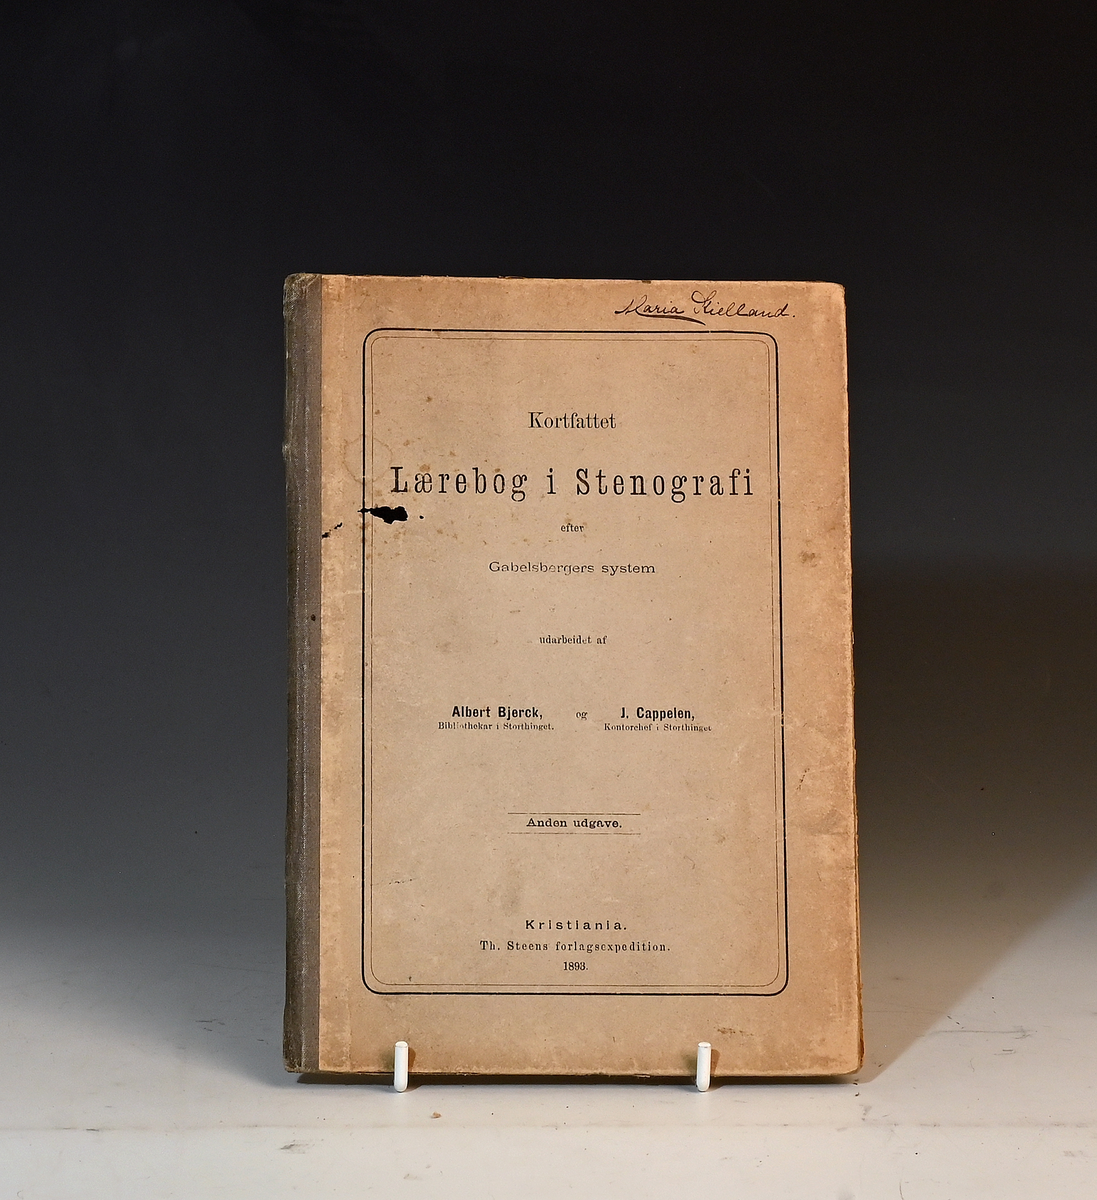 Maria Kielland.
Kortfattet
Lærebog i Stenografi
efter
Gabelsbergers system
udarbeidet af
Albert Bjerck, og J. Cappelen,
Bibliothekar i Storthinget. Kontorchef i Storthinget
Anden udgave.
Kristiania.
Th. Steens forlagsexpedition.
1893.